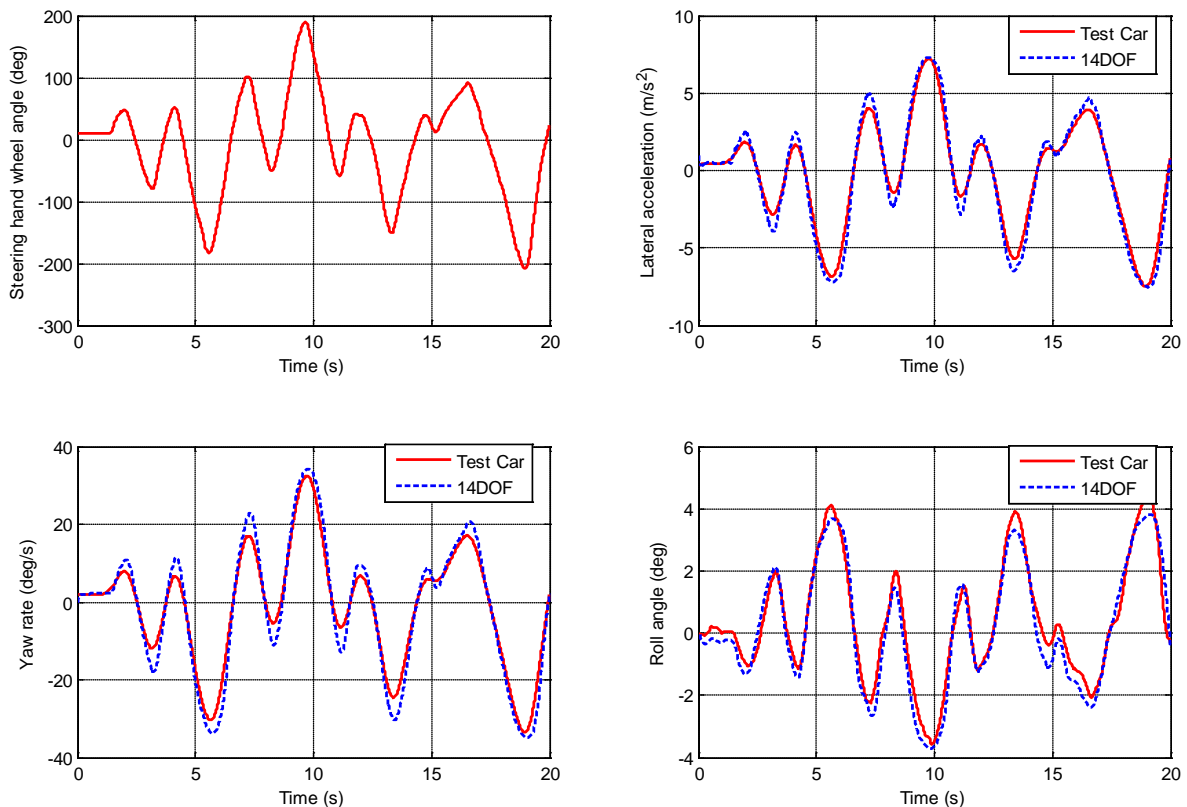 200
100
0
-100
-200
-300
Steering hand wheel angle (deg)
0 5 10 15 20
Time (s)
10
5
0
-5
-10
Lateral acceleration (m/s²)
Test Car
14DOF
0 5 10 15 20
Time (s)
40
20
0
-20
-40
Yaw rate (deg/s)
Test Car
14DOF
0 5 10 15 20
Time (s)
6
4
2
0
-2
-4
Roll angle (deg)
Test Car
14DOF
0 5 10 15 20
Time (s)